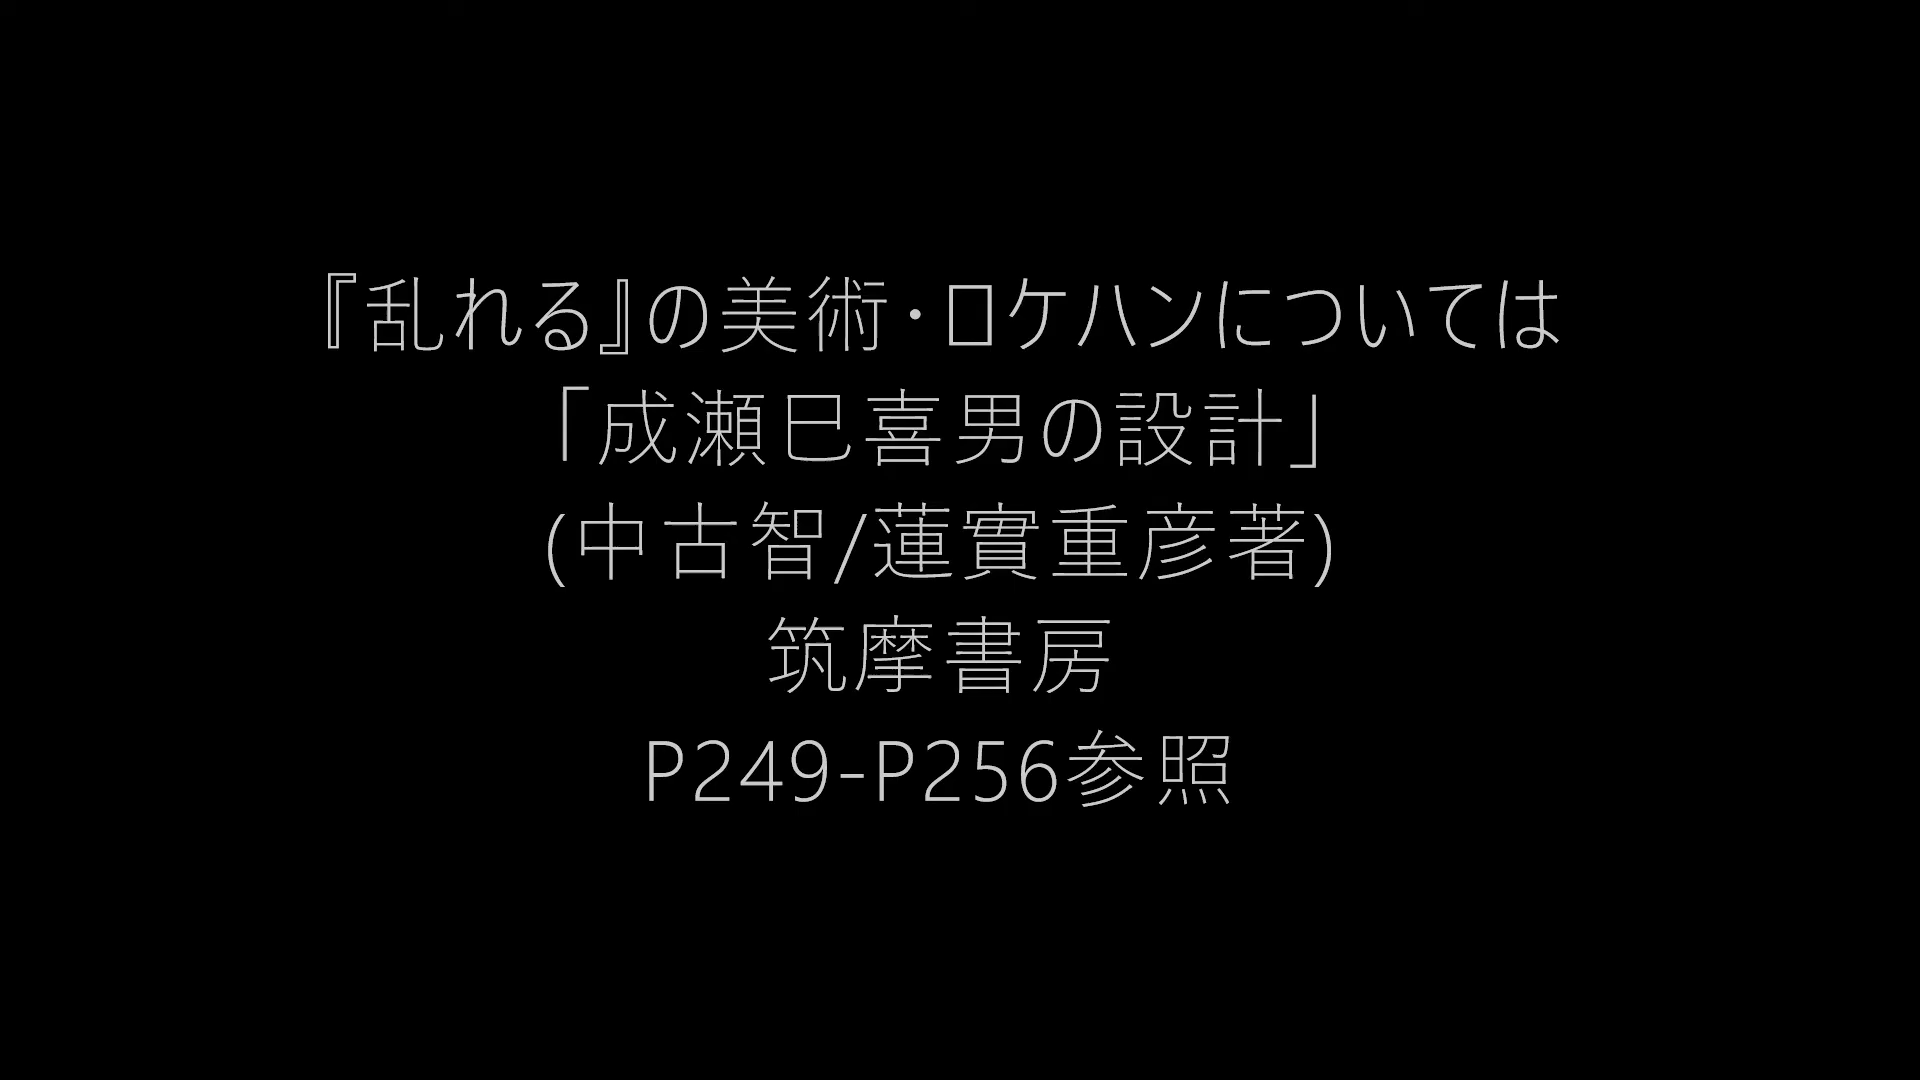 『乱れる』の美術・ロケハンについては
「成瀬巳喜男の設計」
(中古智/蓮實重彦著)
筑摩書房
P249-P256参照